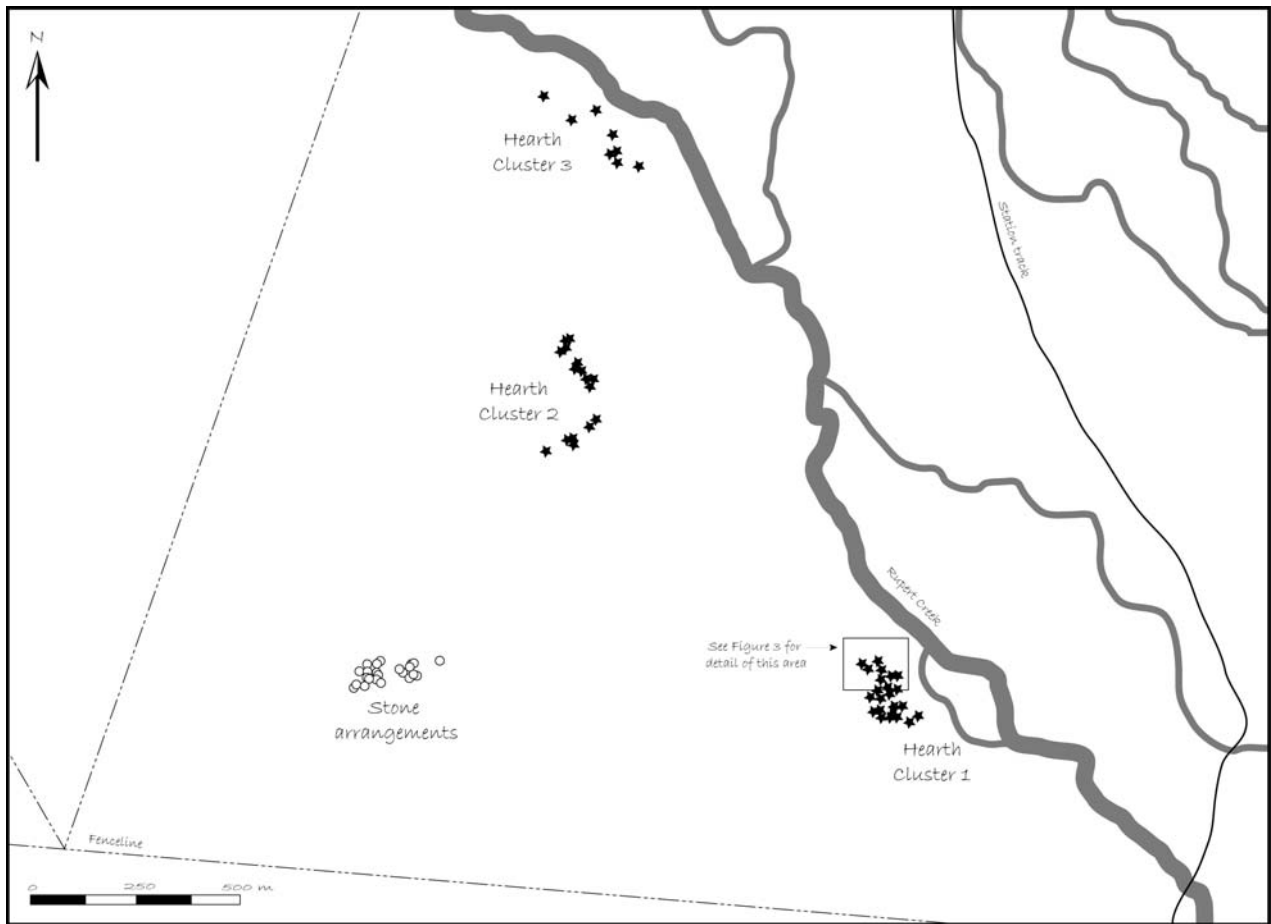 N
Hearth
Cluster 3
Station track
Hearth
Cluster 2
Rupert Creek
See Figure 3 for
detail of this area
Stone
arrangements
Hearth
Cluster 1
Fenceline
0 250 500 m